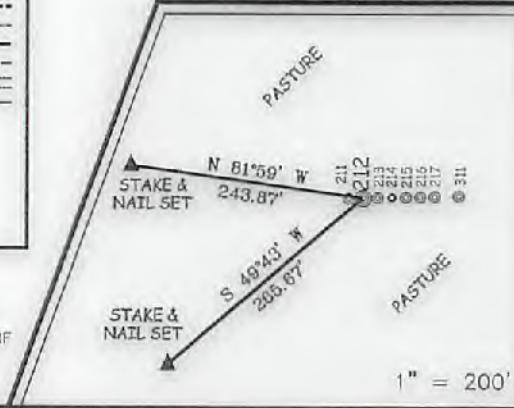 PASTURE
N 81°59' W
243.87'
STAKE &
NAIL SET
211
212
213
214
215
216
217
311
S 49°43' W
265.67'
STAKE &
NAIL SET
PASTURE
1" = 200'